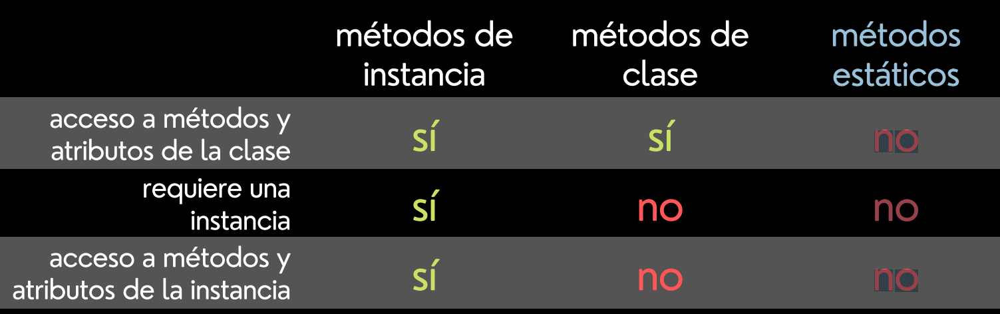 métodos de métodos de métodos
instancia clase estáticos
acceso a métodos y
atributos de la clase sí sí no
requiere una
instancia sí no no
acceso a métodos y
atributos de la instancia sí no no